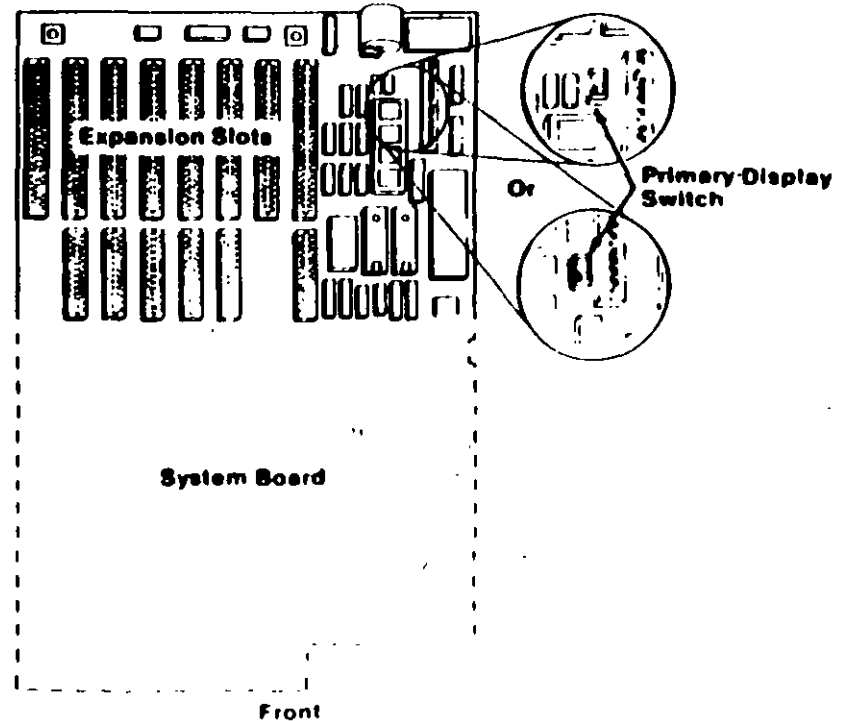 Expansion Slots
Or
Primary-Display
Switch
System Board
Front